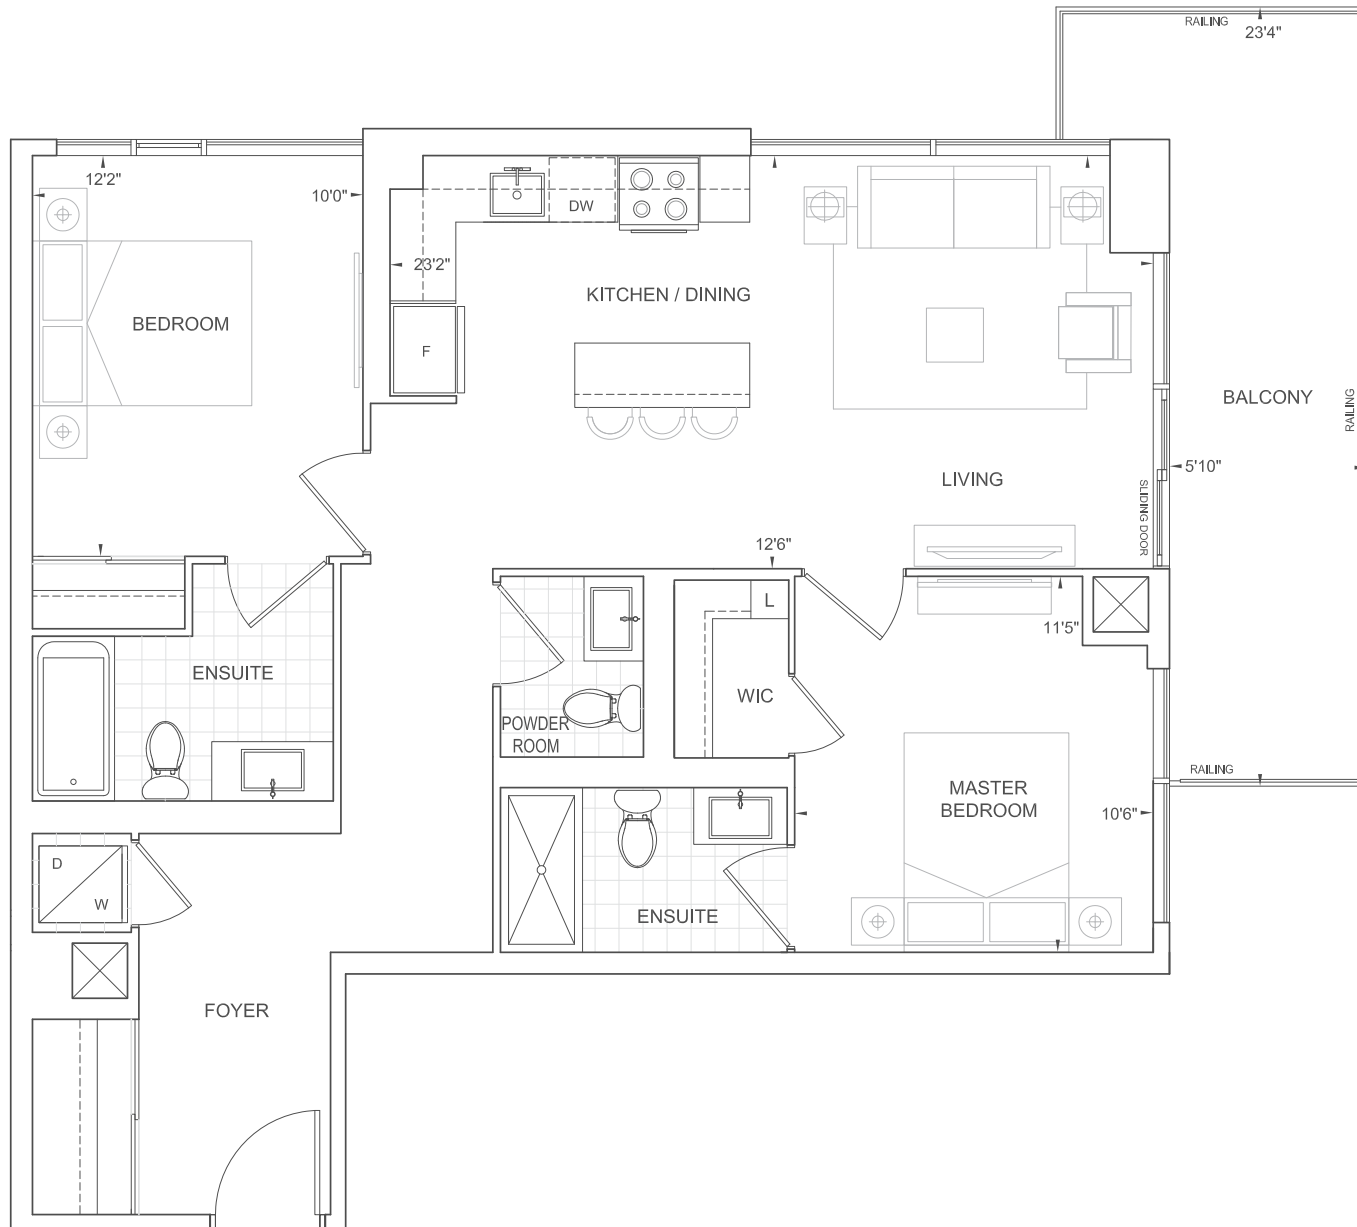 RAILING
23'4"
12'2"
10'0"
DW
23'2"
KITCHEN / DINING
BEDROOM
F
BALCONY
RAILING
5'10"
LIVING
SLIDING DOOR
12'6"
L
11'5"
ENSUITE
WIC
POWDER
ROOM
RAILING
MASTER
BEDROOM
10'6"
D
W
ENSUITE
FOYER